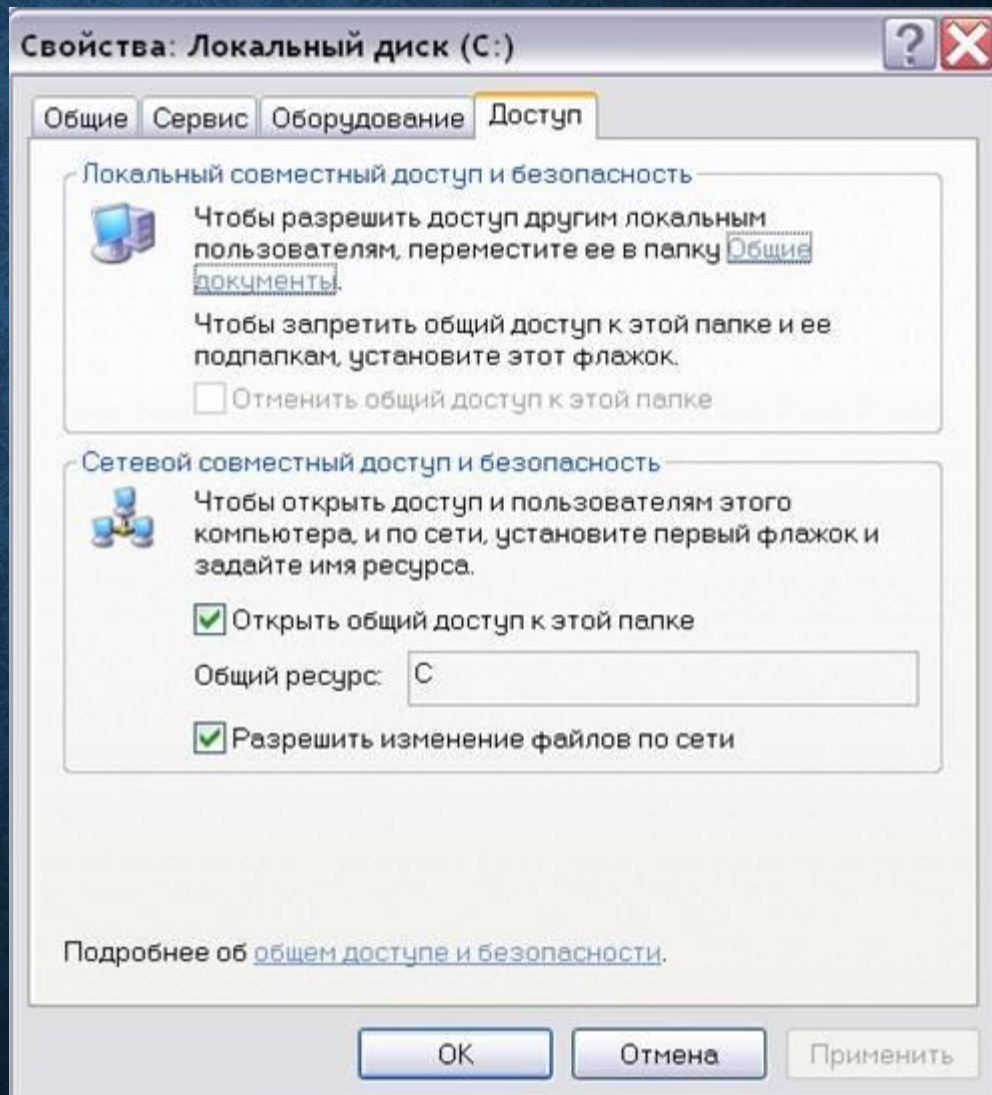 Свойства: Локальный диск (C:)
Общие Сервис Оборудование Доступ
Локальный совместный доступ и безопасность
Чтобы разрешить доступ другим локальным
пользователям, переместите ее в папку Общие
документы.
Чтобы запретить общий доступ к этой папке и ее
подпапкам, установите этот флажок.
Отменить общий доступ к этой папке
Сетевой совместный доступ и безопасность
Чтобы открыть доступ и пользователям этого
компьютера, и по сети, установите первый флажок и
задайте имя ресурса.
Открыть общий доступ к этой папке
Общий ресурс: C
Разрешить изменение файлов по сети
Подробнее об общем доступе и безопасности.
OK Отмена Применить